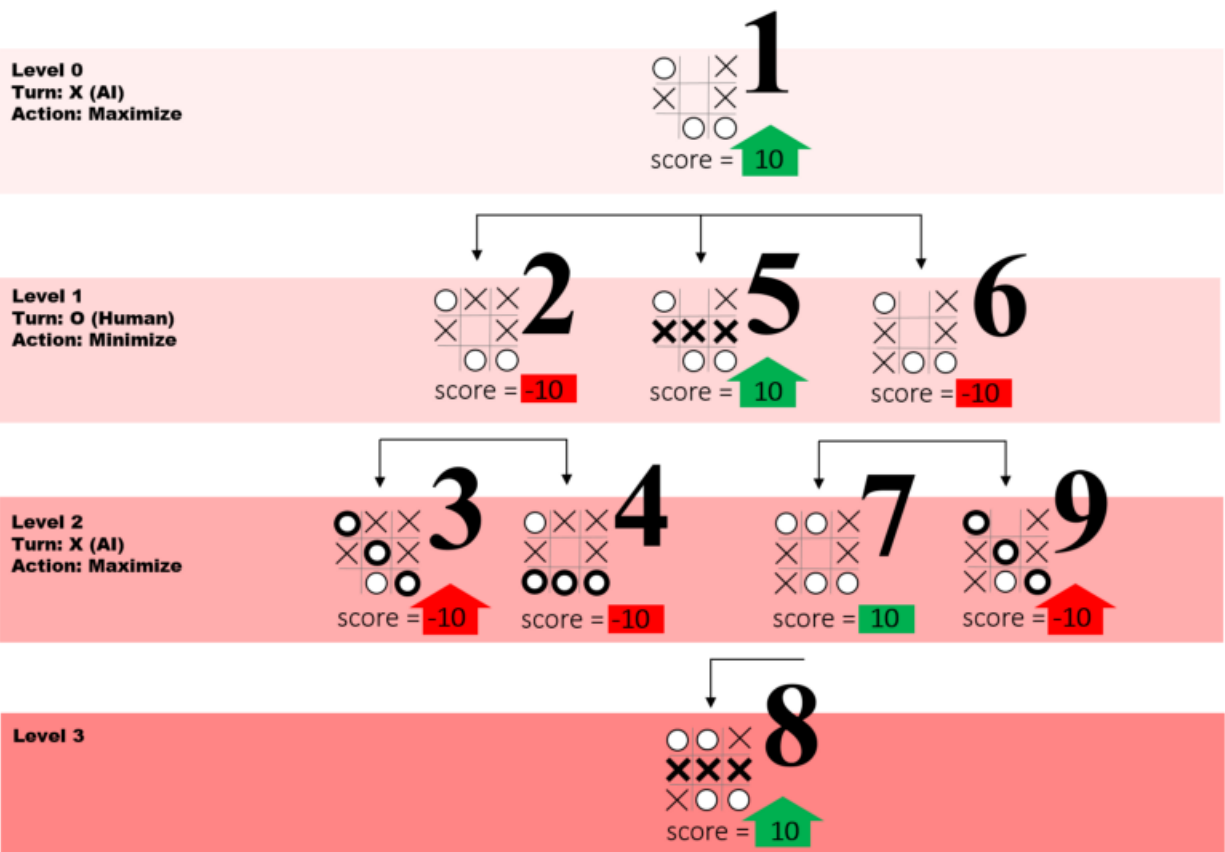 1
Level 0
Turn: X (AI)
Action: Maximize
score = 10
2
5
6
Level 1
Turn: O (Human)
Action: Minimize
score = -10
score = 10
score = -10
3
4
7
9
Level 2
Turn: X (AI)
Action: Maximize
score = -10
score = -10
score = 10
score = -10
8
Level 3
score = 10